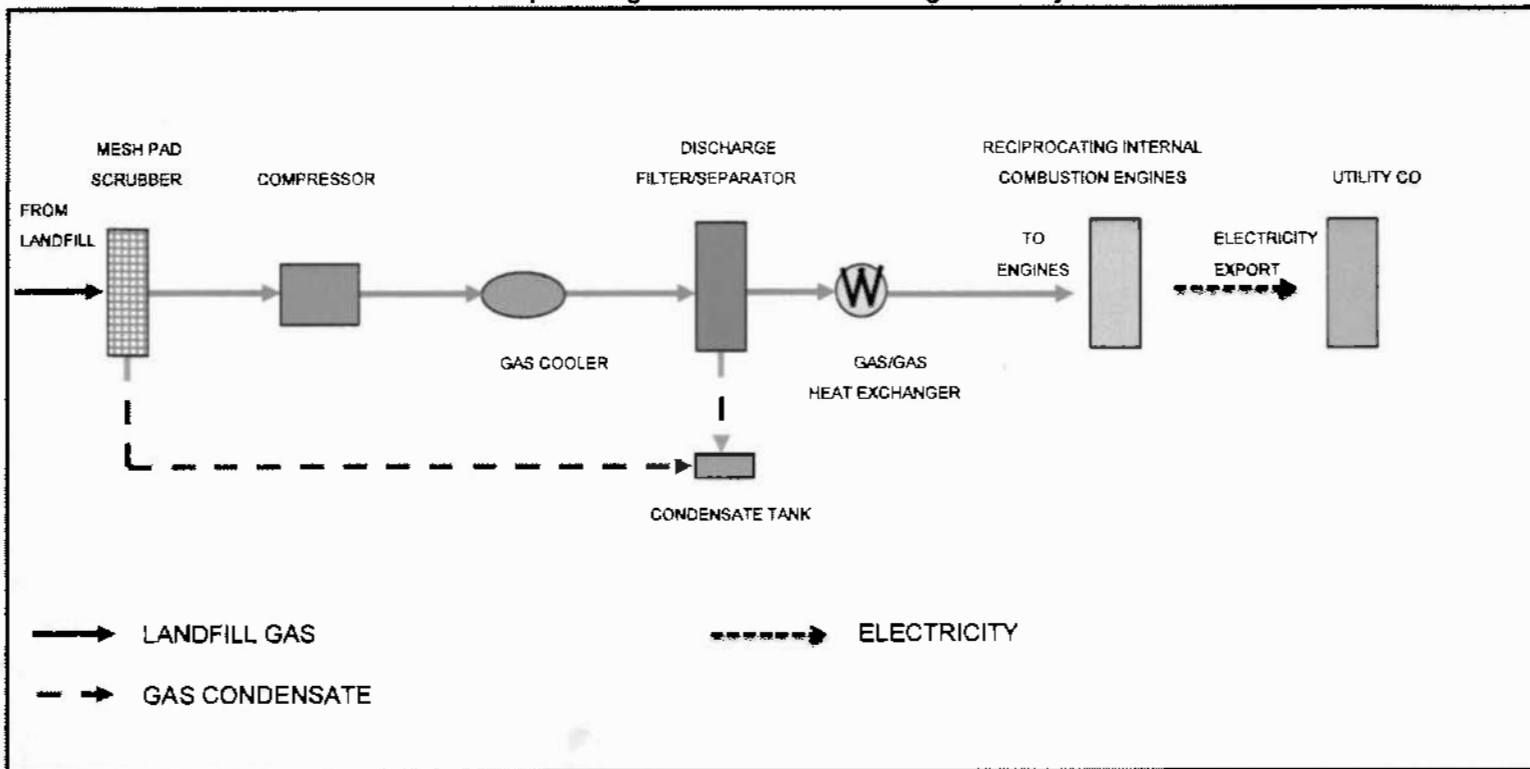 MESH PAD
SCRUBBER
COMPRESSOR
DISCHARGE
FILTER/SEPARATOR
RECIPROCATING INTERNAL
COMBUSTION ENGINES
UTILITY CO
FROM
LANDFILL
TO
ENGINES
ELECTRICITY
EXPORT
W
GAS COOLER
GAS/GAS
HEAT EXCHANGER
CONDENSATE TANK
LANDFILL GAS
ELECTRICITY
GAS CONDENSATE